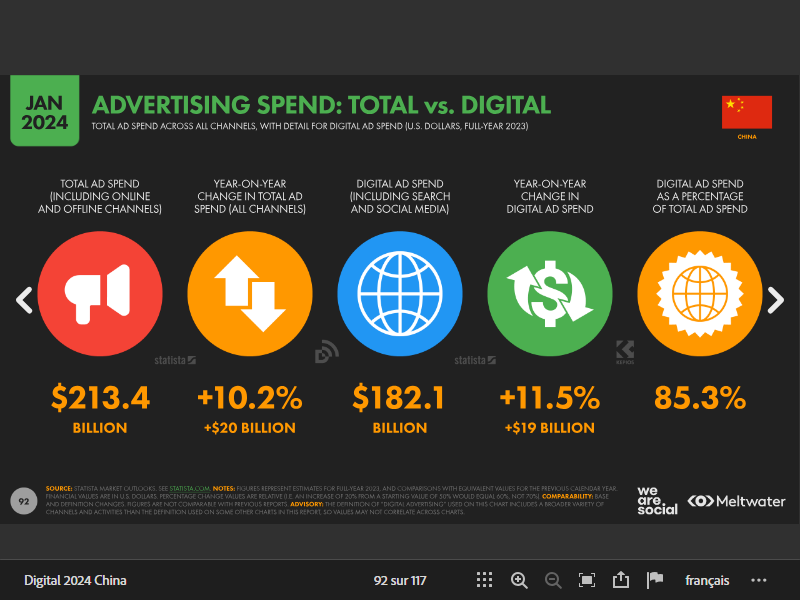 JAN
2024
ADVERTISING SPEND: TOTAL vs. DIGITAL
TOTAL AD SPEND ACROSS ALL CHANNELS, WITH DETAIL FOR DIGITAL AD SPEND (U.S. DOLLARS, FULL-YEAR 2023)
CHINA
TOTAL AD SPEND
(INCLUDING ONLINE
AND OFFLINE CHANNELS)
YEAR-ON-YEAR
CHANGE IN TOTAL AD
SPEND (ALL CHANNELS)
DIGITAL AD SPEND
(INCLUDING SEARCH
AND SOCIAL MEDIA)
YEAR-ON-YEAR
CHANGE IN
DIGITAL AD SPEND
DIGITAL AD SPEND
AS A PERCENTAGE
OF TOTAL AD SPEND
statista
statista
KEPIOS
$213.4
BILLION
+10.2%
+$20 BILLION
$182.1
BILLION
+11.5%
+$19 BILLION
85.3%
92
SOURCE: STATISTA MARKET OUTLOOKS. SEE STATISTA.COM. NOTES: FIGURES REPRESENT ESTIMATES FOR FULL-YEAR 2023, AND COMPARISONS WITH EQUIVALENT VALUES FOR THE PREVIOUS CALENDAR YEAR.
FINANCIAL VALUES ARE IN U.S. DOLLARS. PERCENTAGE CHANGE VALUES ARE RELATIVE (I.E. AN INCREASE OF 20% FROM A STARTING VALUE OF 50% WOULD EQUAL 60%, NOT 70%). COMPARABILITY: BASE
AND DEFINITION CHANGES. FIGURES ARE NOT COMPARABLE WITH PREVIOUS REPORTS. ADVISORY: THE DEFINITION OF "DIGITAL ADVERTISING" USED ON THIS CHART INCLUDES A BROADER VARIETY OF
CHANNELS AND ACTIVITIES THAN THE DEFINITION USED ON SOME OTHER CHARTS IN THIS REPORT, SO VALUES MAY NOT CORRELATE ACROSS CHARTS.
we
are.
social
Meltwater
Digital 2024 China
92 sur 117
français